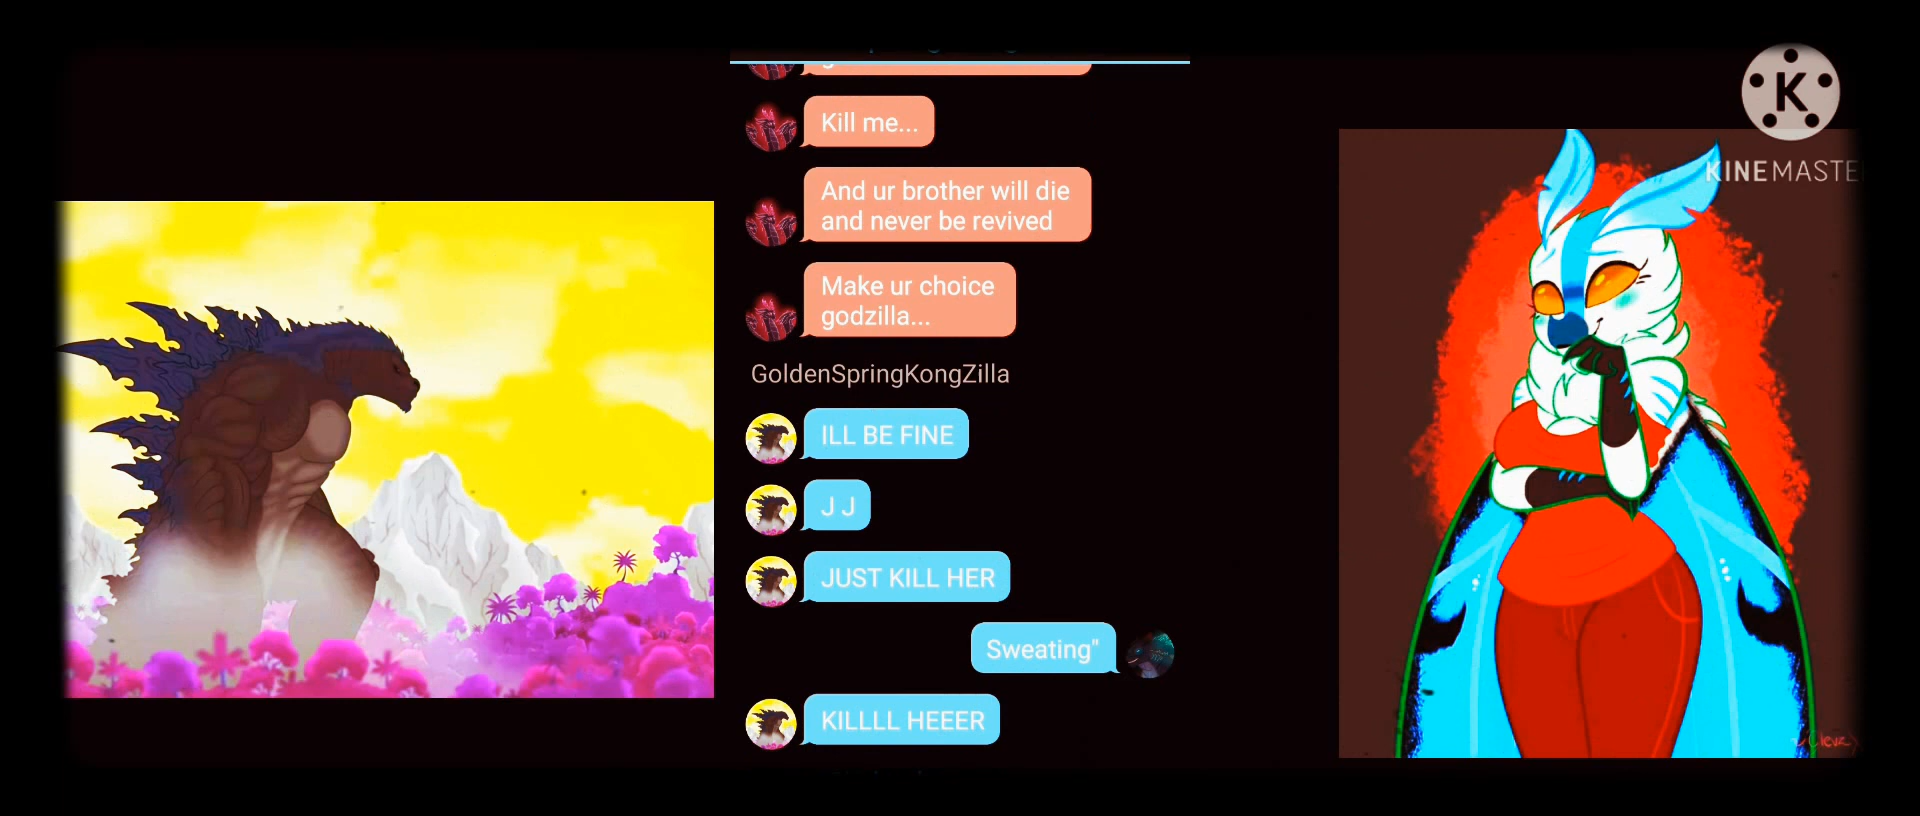 Kill me...
And ur brother will die
and never be revived
Make ur choice
godzilla...
GoldenSpringKongZilla
ILL BE FINE
J J
JUST KILL HER
Sweating"
KILLLL HEEER
K
KINEMASTE